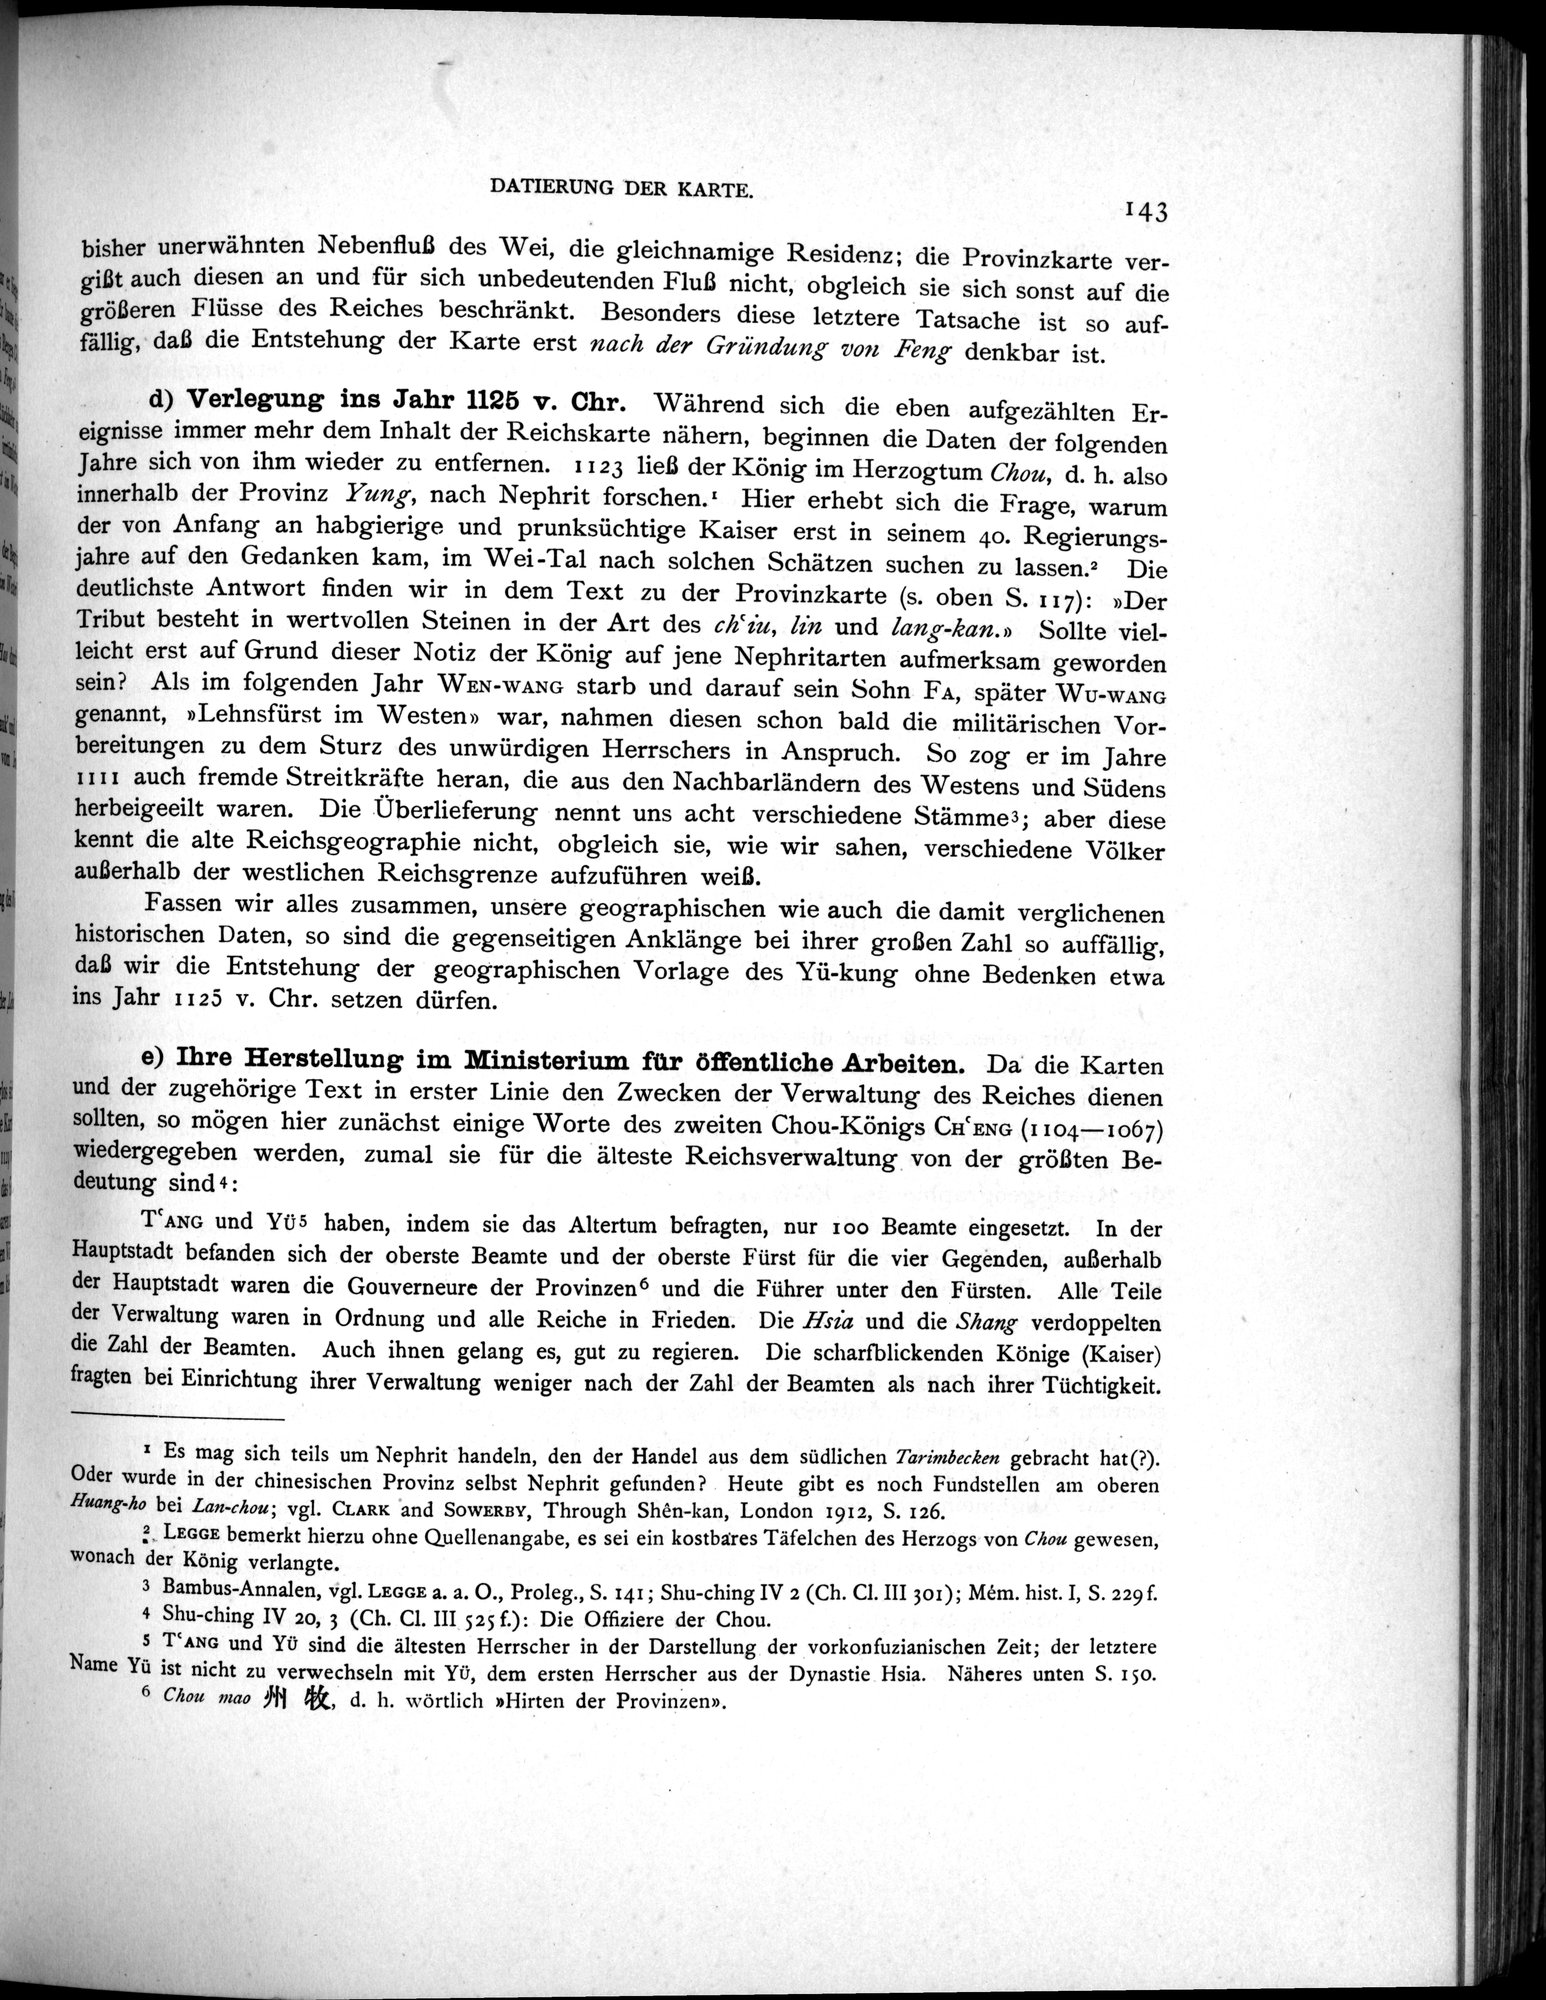 DATIERUNG DER KARTE.
143
bisher unerwähnten Nebenfluß des Wei, die gleichnamige Residenz; die Provinzkarte ver-
gißt auch diesen an und für sich unbedeutenden Fluß nicht, obgleich sie sich sonst auf die
größeren Flüsse des Reiches beschränkt. Besonders diese letztere Tatsache ist so auf-
fällig, daß die Entstehung der Karte erst nach der Gründung von Feng denkbar ist.
d) Verlegung ins Jahr 1125 v. Chr. Während sich die eben aufgezählten Er-
eignisse immer mehr dem Inhalt der Reichskarte nähern, beginnen die Daten der folgenden
Jahre sich von ihm wieder zu entfernen. 1123 ließ der König im Herzogtum Chou, d. h. also
innerhalb der Provinz Yung, nach Nephrit forschen.¹ Hier erhebt sich die Frage, warum
der von Anfang an habgierige und prunksüchtige Kaiser erst in seinem 40. Regierungs-
jahre auf den Gedanken kam, im Wei-Tal nach solchen Schätzen suchen zu lassen.² Die
deutlichste Antwort finden wir in dem Text zu der Provinzkarte (s. oben S. 117): »Der
Tribut besteht in wertvollen Steinen in der Art des chʿiu, lin und lang-kan.» Sollte viel-
leicht erst auf Grund dieser Notiz der König auf jene Nephritarten aufmerksam geworden
sein? Als im folgenden Jahr WEN-WANG starb und darauf sein Sohn FA, später WU-WANG
genannt, »Lehnsfürst im Westen» war, nahmen diesen schon bald die militärischen Vor-
bereitungen zu dem Sturz des unwürdigen Herrschers in Anspruch. So zog er im Jahre
1111 auch fremde Streitkräfte heran, die aus den Nachbarländern des Westens und Südens
herbeigeeilt waren. Die Überlieferung nennt uns acht verschiedene Stämme³; aber diese
kennt die alte Reichsgeographie nicht, obgleich sie, wie wir sahen, verschiedene Völker
außerhalb der westlichen Reichsgrenze aufzuführen weiß.
Fassen wir alles zusammen, unsere geographischen wie auch die damit verglichenen
historischen Daten, so sind die gegenseitigen Anklänge bei ihrer großen Zahl so auffällig,
daß wir die Entstehung der geographischen Vorlage des Yü-kung ohne Bedenken etwa
ins Jahr 1125 v. Chr. setzen dürfen.
e) Ihre Herstellung im Ministerium für öffentliche Arbeiten. Da die Karten
und der zugehörige Text in erster Linie den Zwecken der Verwaltung des Reiches dienen
sollten, so mögen hier zunächst einige Worte des zweiten Chou-Königs CHʿENG (1104—1067)
wiedergegeben werden, zumal sie für die älteste Reichsverwaltung von der größten Be-
deutung sind⁴:
TʿANG und YÜ⁵ haben, indem sie das Altertum befragten, nur 100 Beamte eingesetzt. In der
Hauptstadt befanden sich der oberste Beamte und der oberste Fürst für die vier Gegenden, außerhalb
der Hauptstadt waren die Gouverneure der Provinzen⁶ und die Führer unter den Fürsten. Alle Teile
der Verwaltung waren in Ordnung und alle Reiche in Frieden. Die Hsia und die Shang verdoppelten
die Zahl der Beamten. Auch ihnen gelang es, gut zu regieren. Die scharfblickenden Könige (Kaiser)
fragten bei Einrichtung ihrer Verwaltung weniger nach der Zahl der Beamten als nach ihrer Tüchtigkeit.
¹ Es mag sich teils um Nephrit handeln, den der Handel aus dem südlichen Tarimbecken gebracht hat(?).
Oder wurde in der chinesischen Provinz selbst Nephrit gefunden? Heute gibt es noch Fundstellen am oberen
Huang-ho bei Lan-chou; vgl. CLARK and SOWERBY, Through Shên-kan, London 1912, S. 126.
² LEGGE bemerkt hierzu ohne Quellenangabe, es sei ein kostbares Täfelchen des Herzogs von Chou gewesen,
wonach der König verlangte.
³ Bambus-Annalen, vgl. LEGGE a. a. O., Proleg., S. 141; Shu-ching IV 2 (Ch. Cl. III 301); Mém. hist. I, S. 229 f.
⁴ Shu-ching IV 20, 3 (Ch. Cl. III 525 f.): Die Offiziere der Chou.
⁵ TʿANG und YÜ sind die ältesten Herrscher in der Darstellung der vorkonfuzianischen Zeit; der letztere
Name Yü ist nicht zu verwechseln mit YÜ, dem ersten Herrscher aus der Dynastie Hsia. Näheres unten S. 150.
⁶ Chou mao 州 牧, d. h. wörtlich »Hirten der Provinzen».